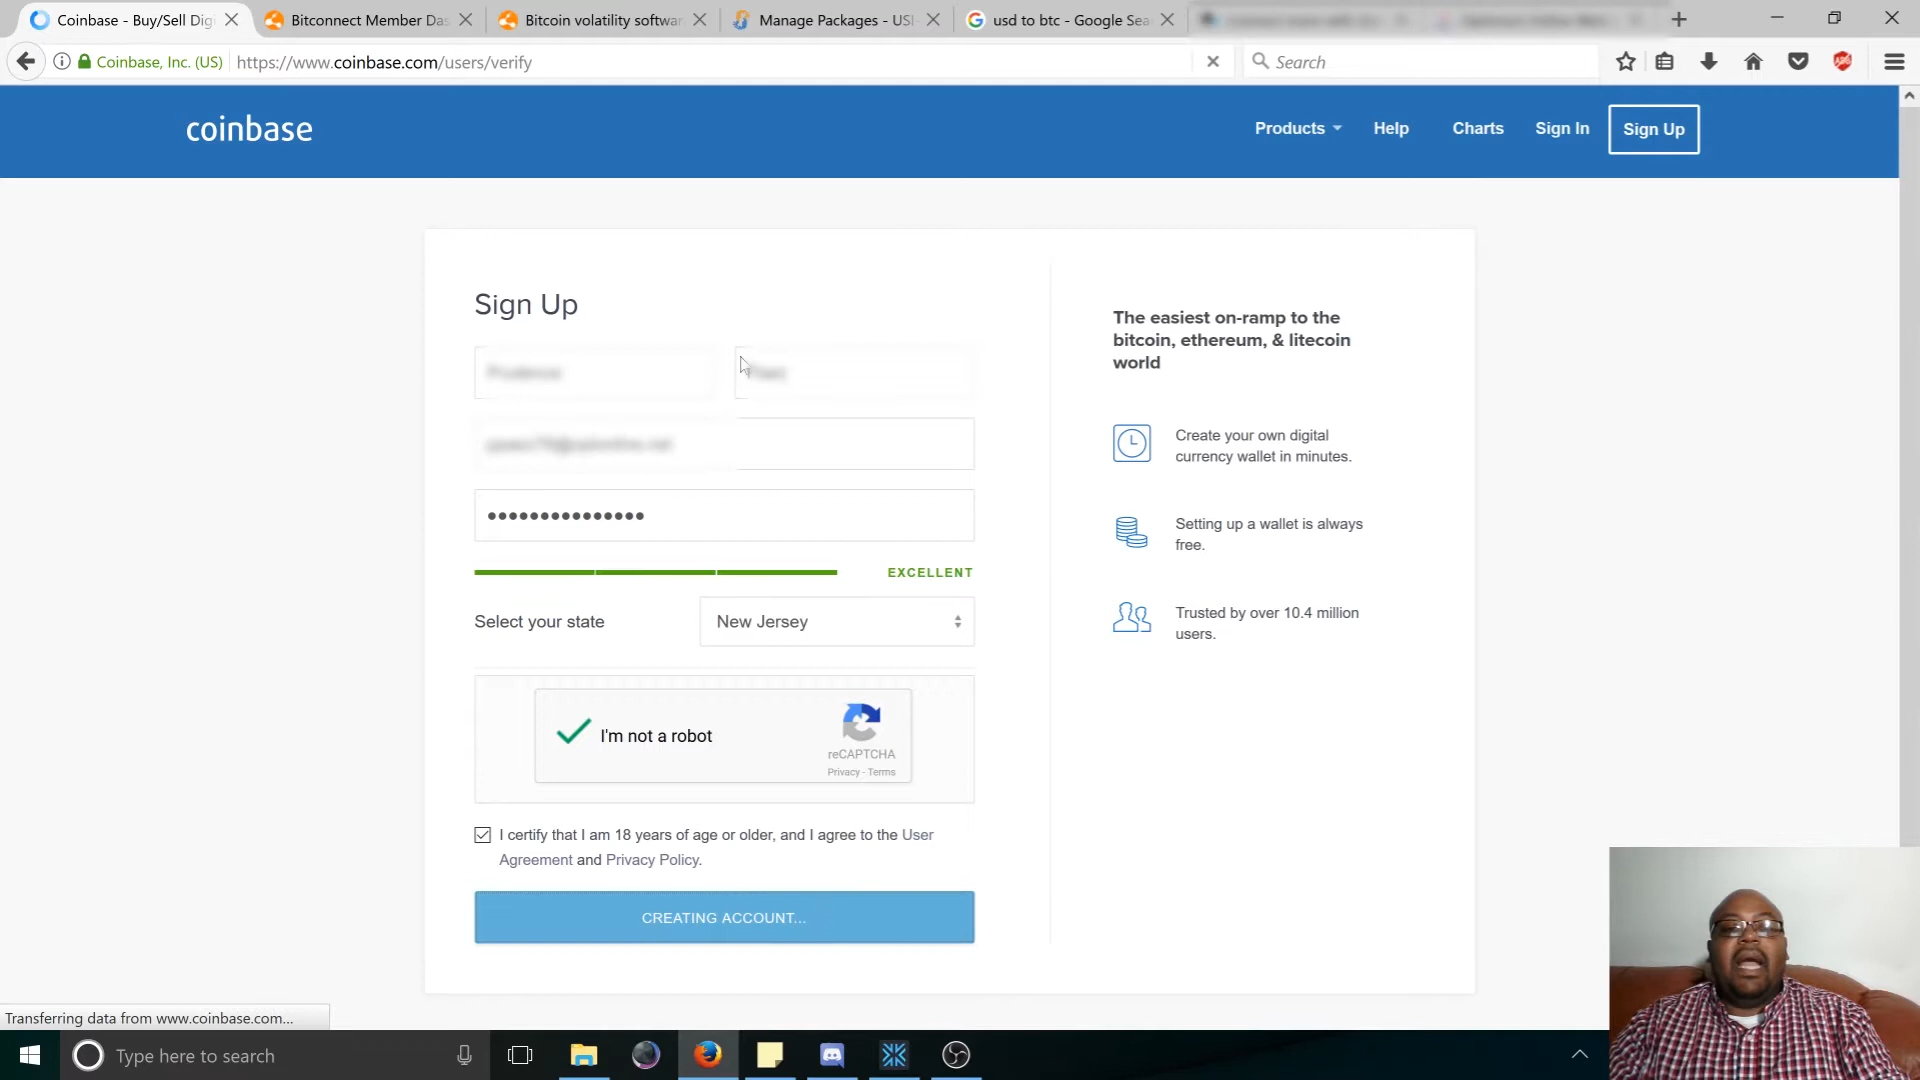 Coinbase - Buy/Sell Digi
Bitconnect Member Das
Bitcoin volatility softwar
Manage Packages - USI
usd to btc - Google Sea
Coinbase, Inc. (US)
https://www.coinbase.com/users/verify
Search
coinbase
Products
Help
Charts
Sign In
Sign Up
Sign Up
•••••••••••••••
EXCELLENT
Select your state
New Jersey
I'm not a robot
reCAPTCHA
Privacy - Terms
I certify that I am 18 years of age or older, and I agree to the User
Agreement and Privacy Policy.
CREATING ACCOUNT...
The easiest on-ramp to the
bitcoin, ethereum, & litecoin
world
Create your own digital
currency wallet in minutes.
Setting up a wallet is always
free.
Trusted by over 10.4 million
users.
Transferring data from www.coinbase.com...
Type here to search